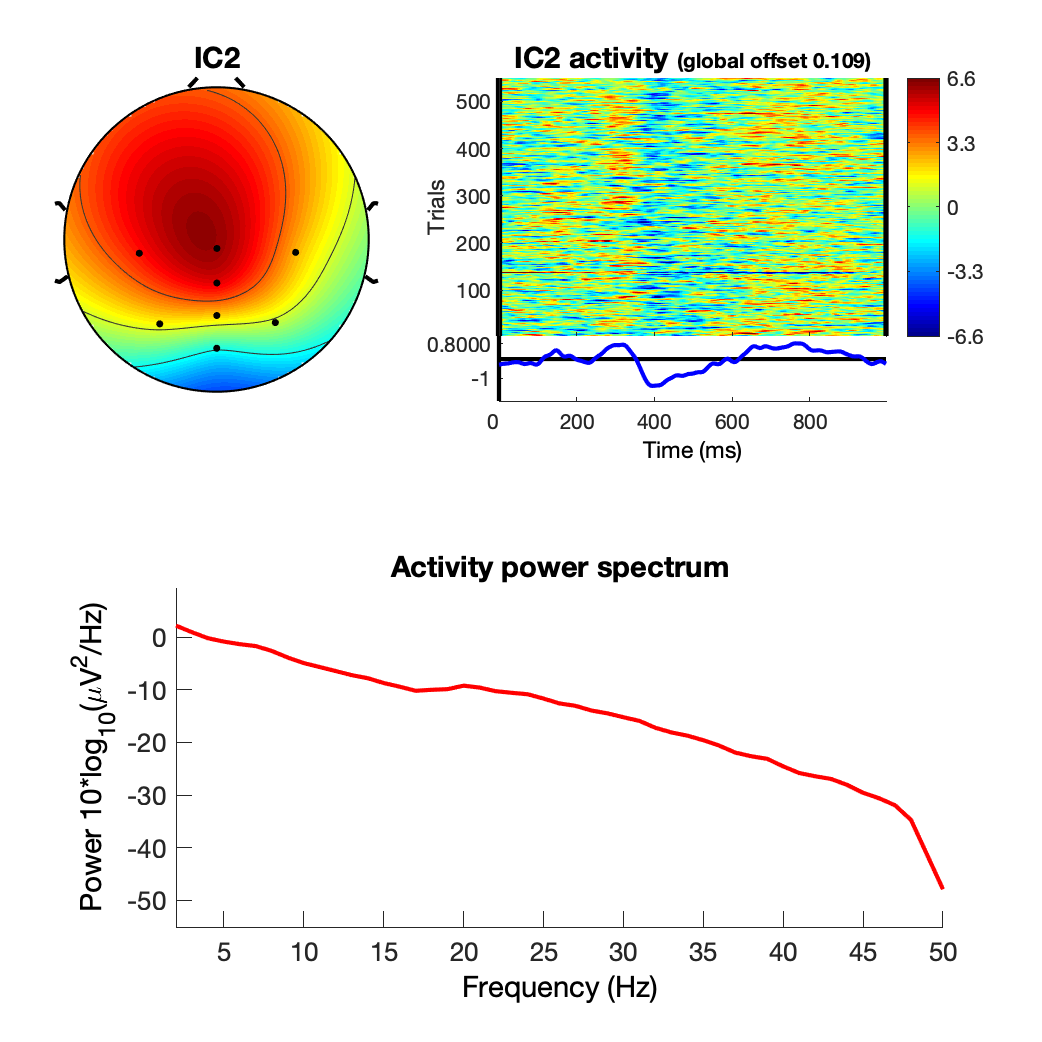 IC2
IC2 activity (global offset 0.109)
6.6
3.3
0
-3.3
-6.6
Trials
500
400
300
200
100
0.8000
-1
0 200 400 600 800
Time (ms)
Activity power spectrum
Power 10*log10(μV2/Hz)
0
-10
-20
-30
-40
-50
5 10 15 20 25 30 35 40 45 50
Frequency (Hz)